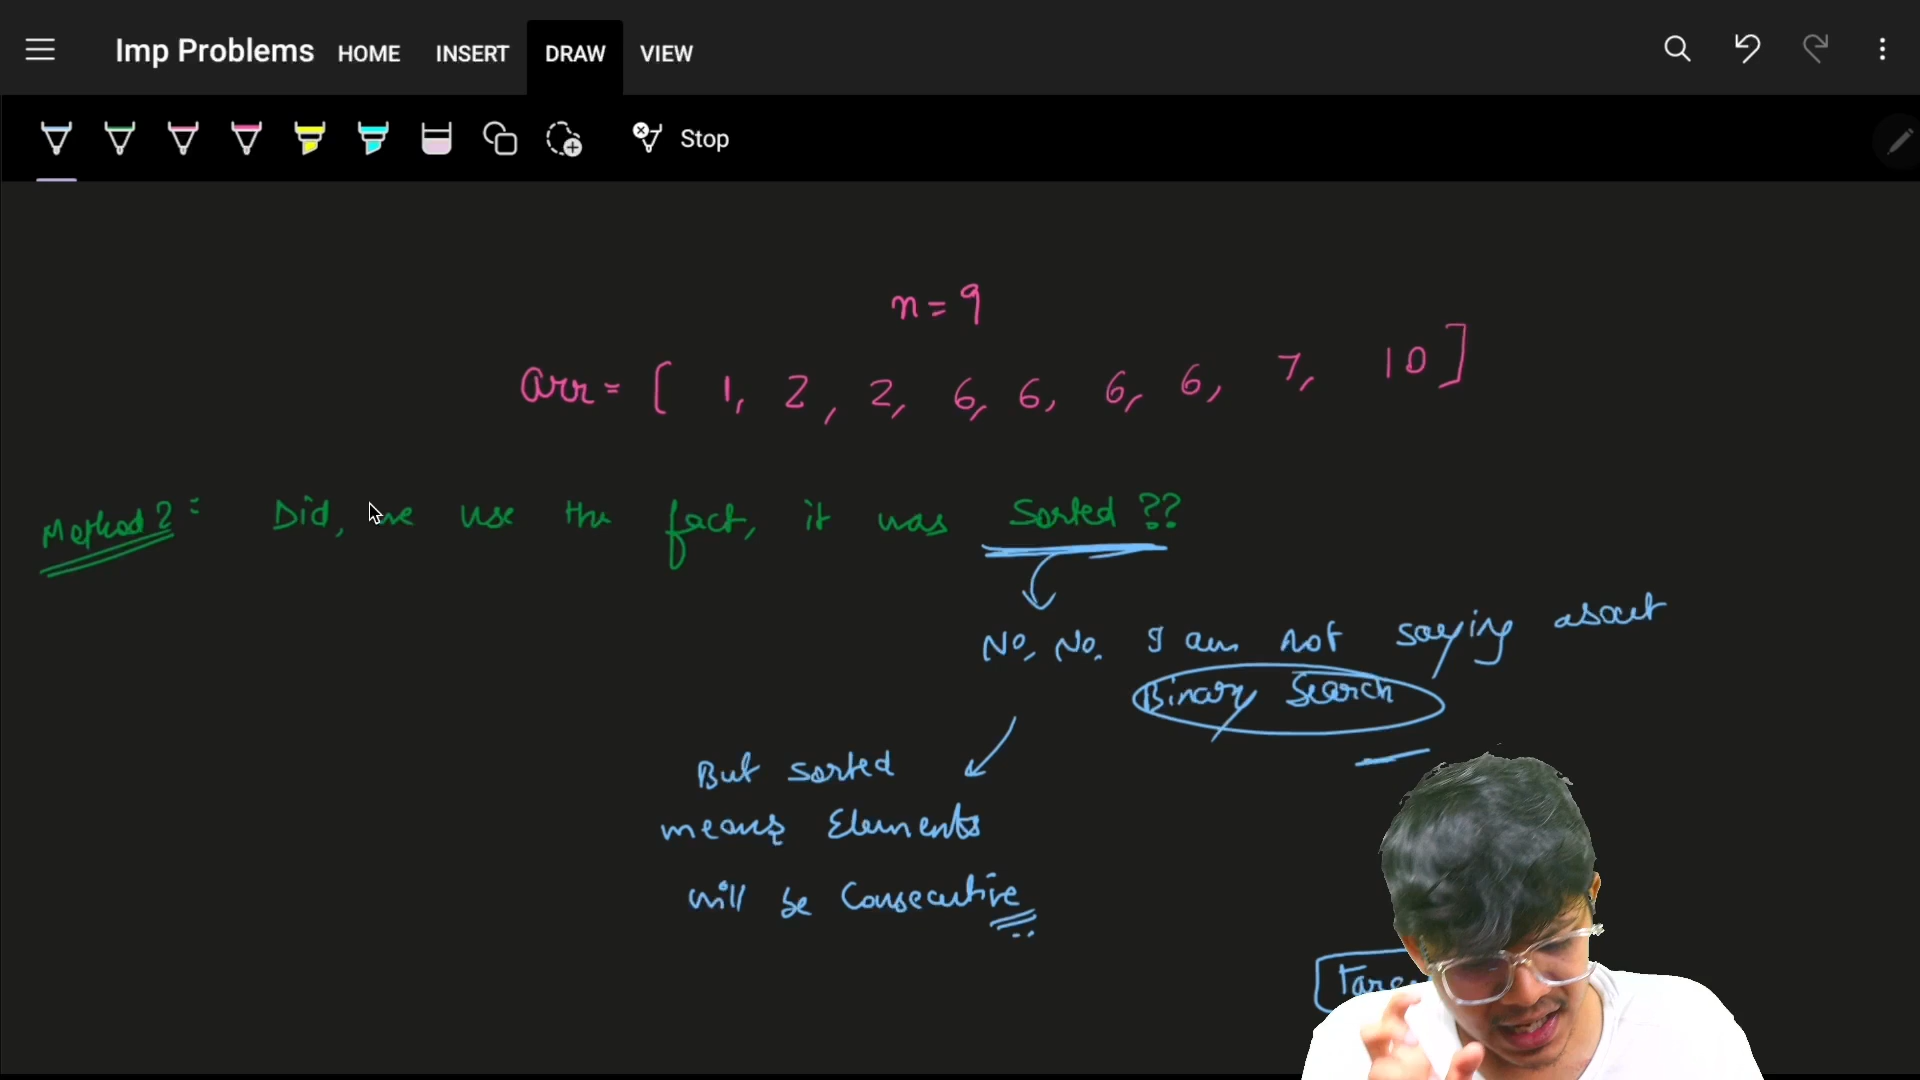 Imp Problems HOME INSERT DRAW VIEW
Stop
n = 9
arr = [ 1, 2, 2, 6, 6, 6, 6, 7, 10 ]
Method 2: Did, we use the fact, it was Sorted ??
No, No. I am not saying about
Binary Search
But sorted
means Elements
will be Consecutive